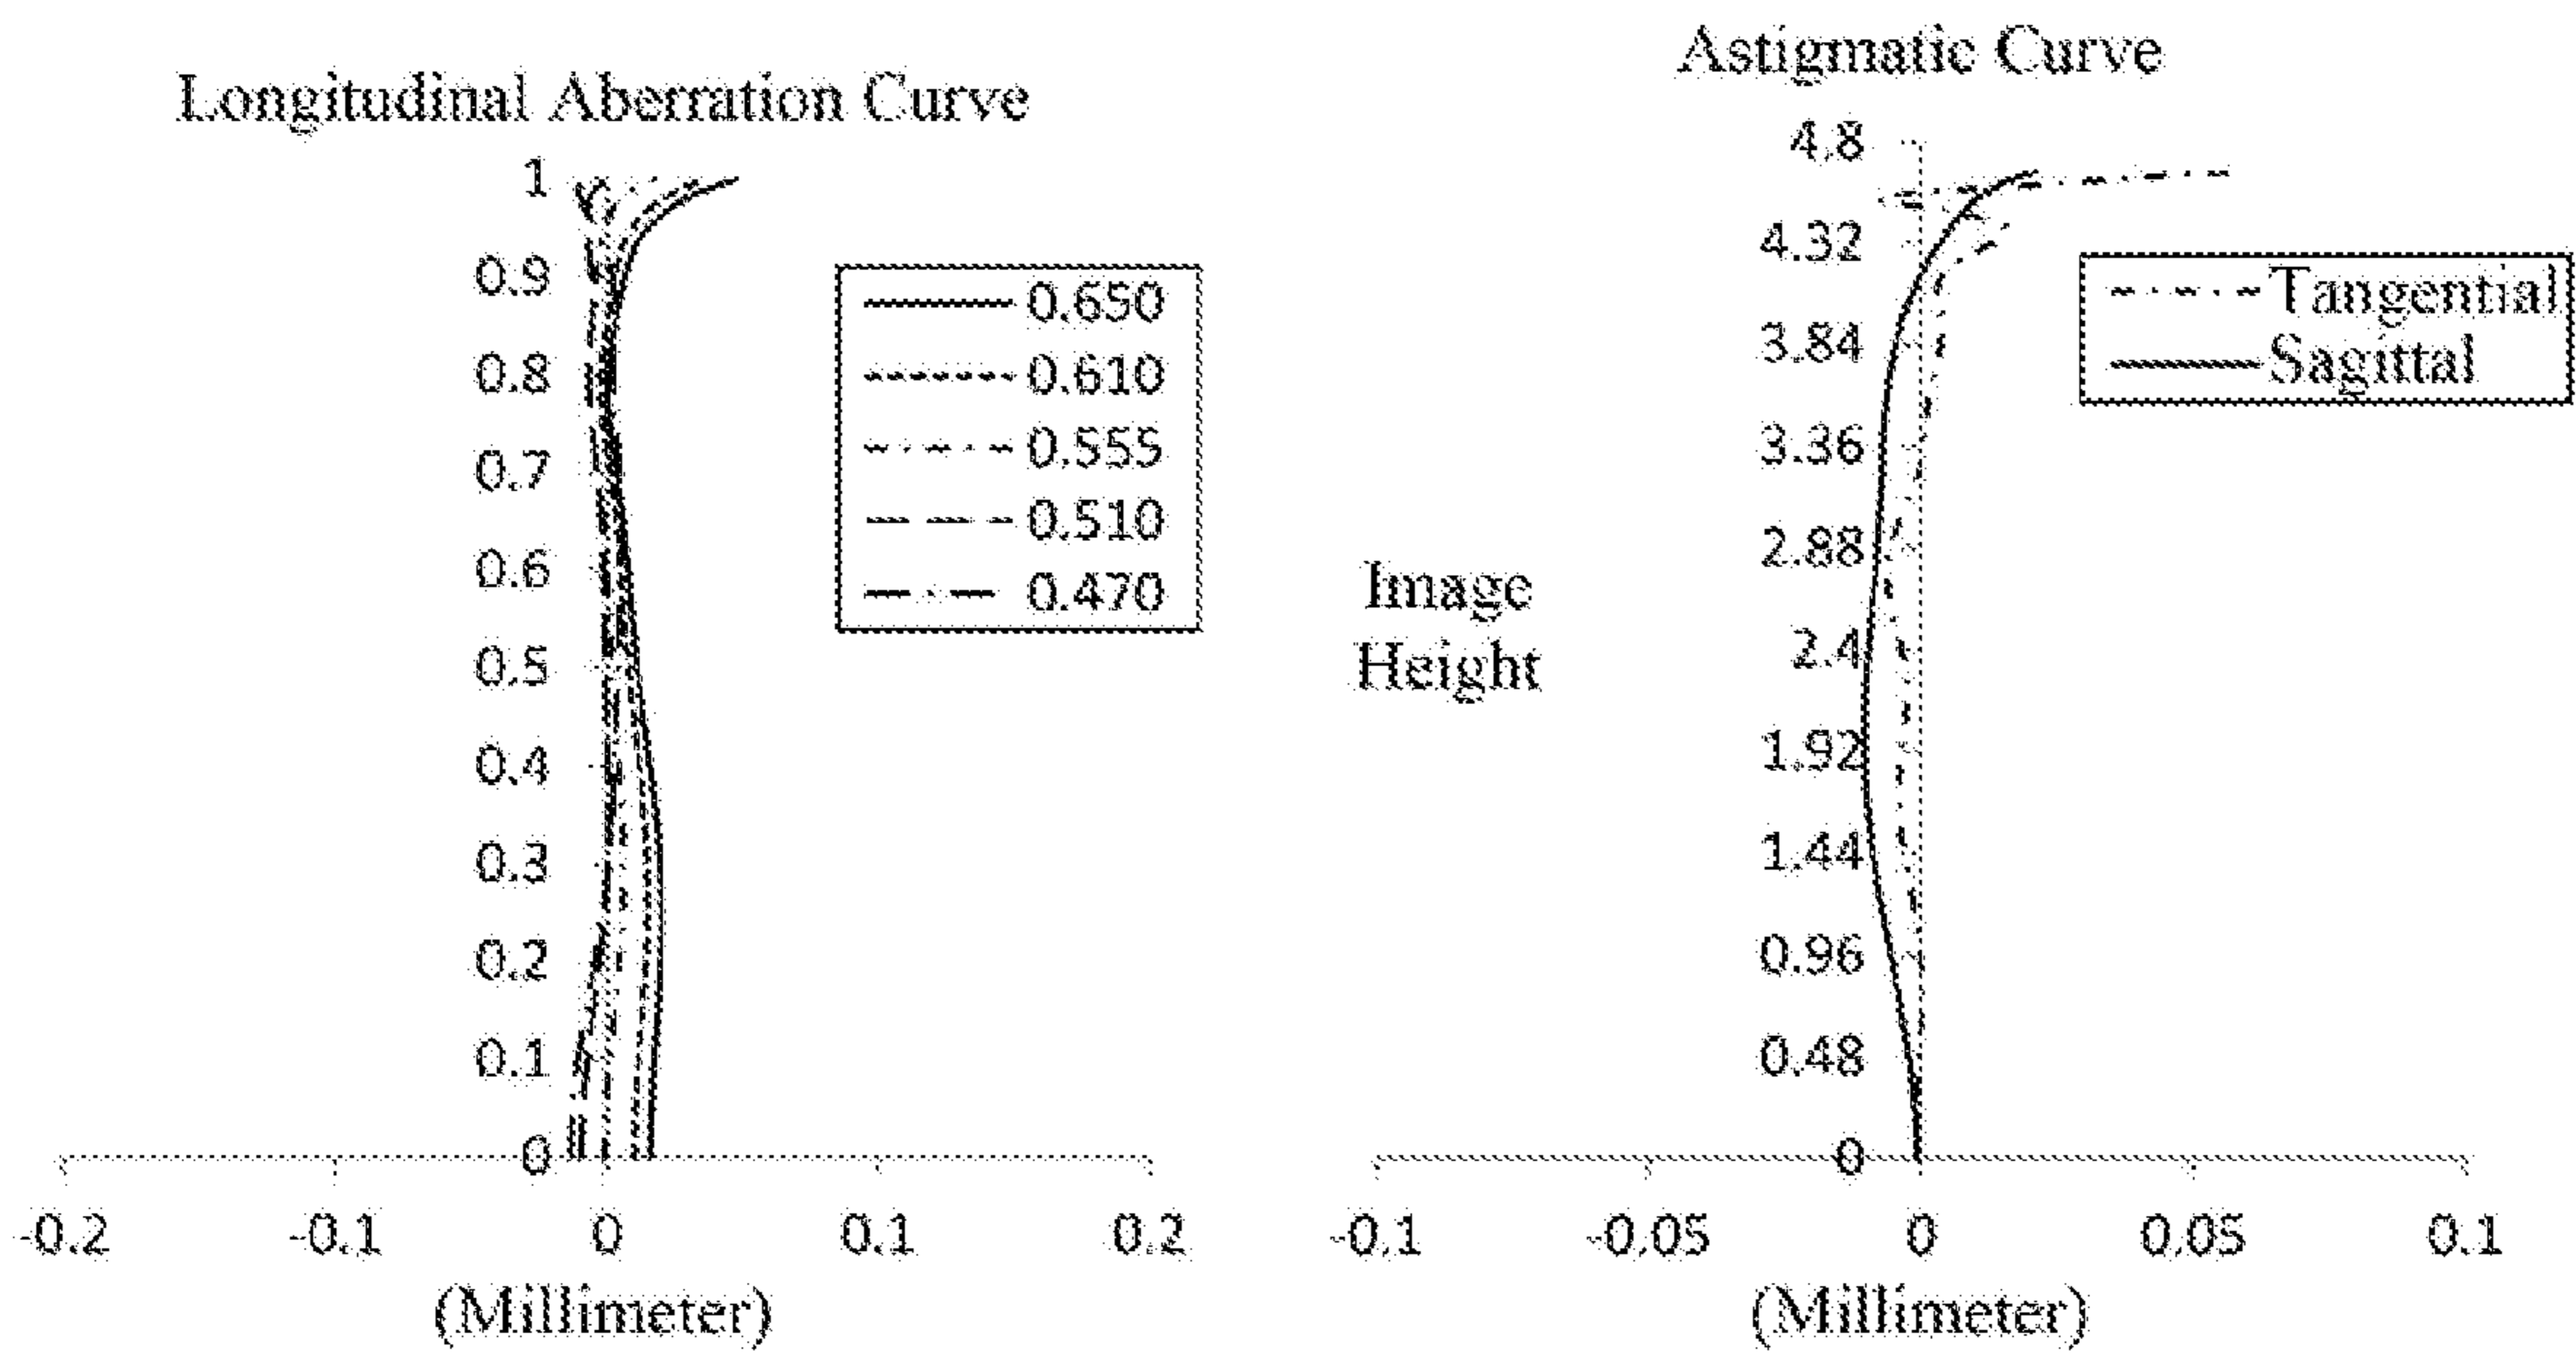 Longitudinal Aberration Curve
1
0.9
0.8
0.7
0.6
0.5
0.4
0.3
0.2
0.1
0
-0.2 -0.1 0 0.1 0.2
(Millimeter)
0.650
0.610
0.555
0.510
0.470
Astigmatic Curve
4.8
4.32
3.84
3.36
2.88
2.4
1.92
1.44
0.96
0.48
0
Image
Height
-0.1 -0.05 0 0.05 0.1
(Millimeter)
Tangential
Sagittal